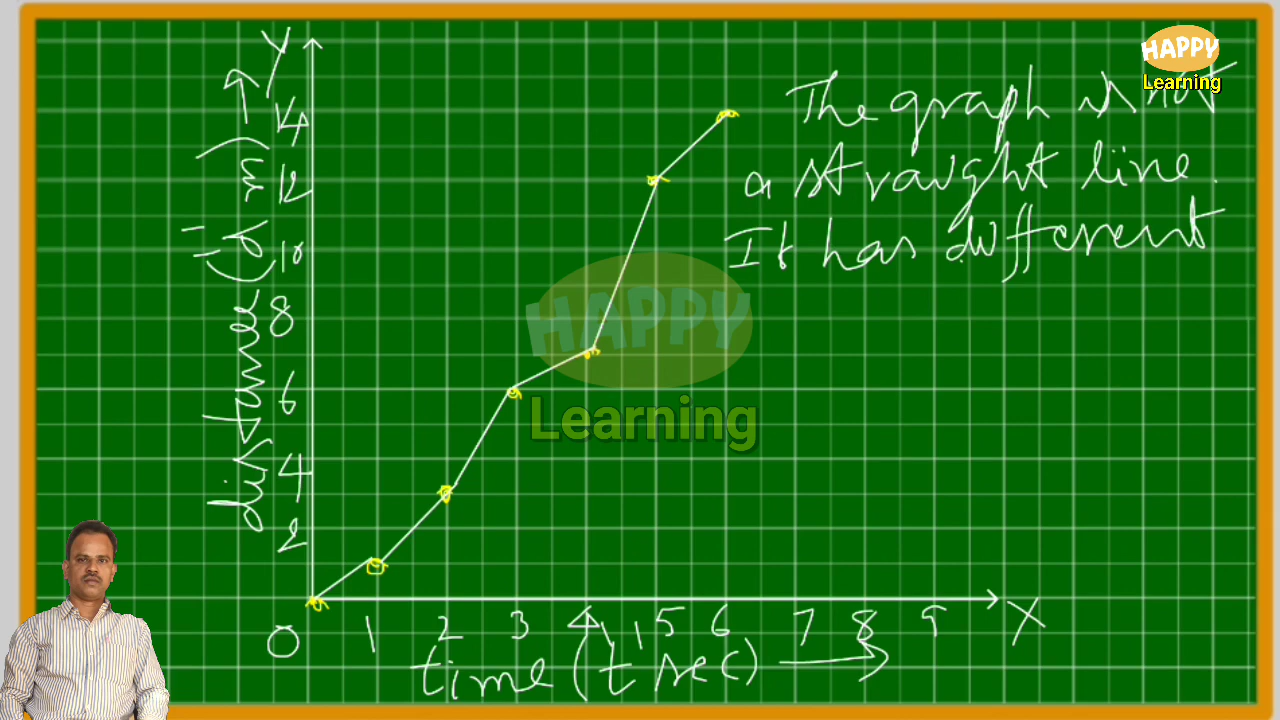 HAPPY
Learning
The graph is not
a straight line.
It has different
HAPPY
Learning
Y
14
12
10
8
6
4
2
0
distance
(d m)
1 2 3 4 5 6 7 8 9
X
time (t sec)